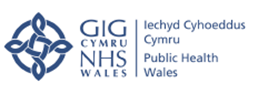 GIG
CYMRU
NHS
WALES
Iechyd Cyhoeddus
Cymru
Public Health
Wales